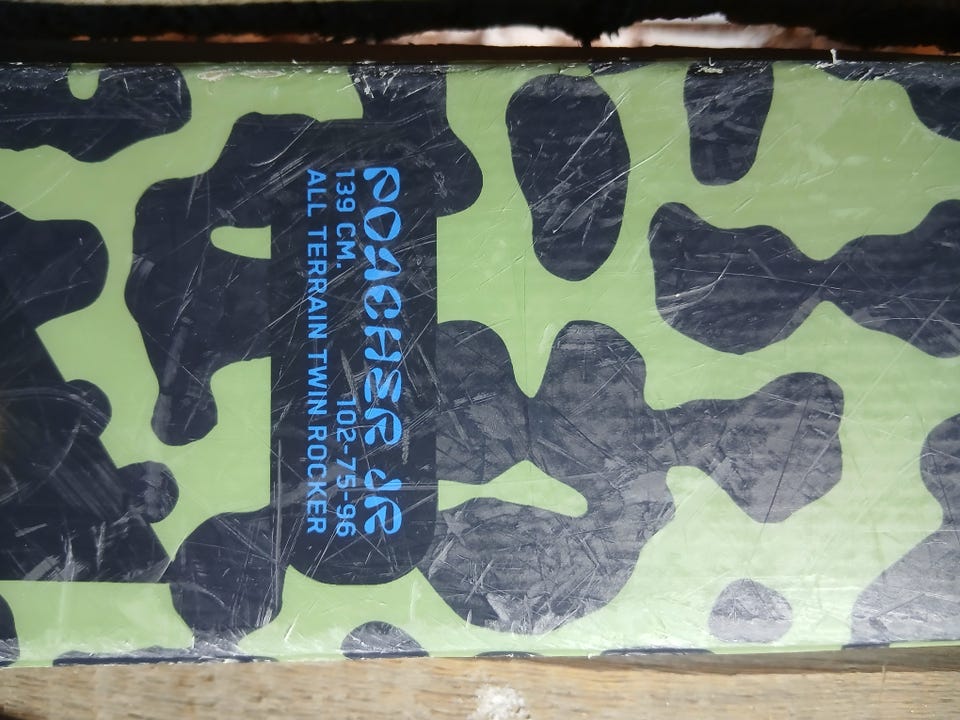 POACHER JR
139 CM. 102-75-96
ALL TERRAIN TWIN ROCKER